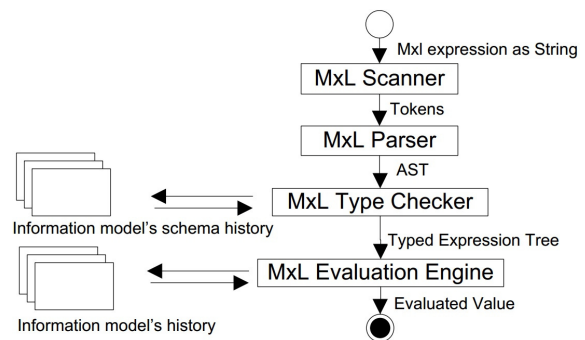 Mxl expression as String
MxL Scanner
Tokens
MxL Parser
AST
MxL Type Checker
Information model's schema history
Typed Expression Tree
MxL Evaluation Engine
Evaluated Value
Information model's history